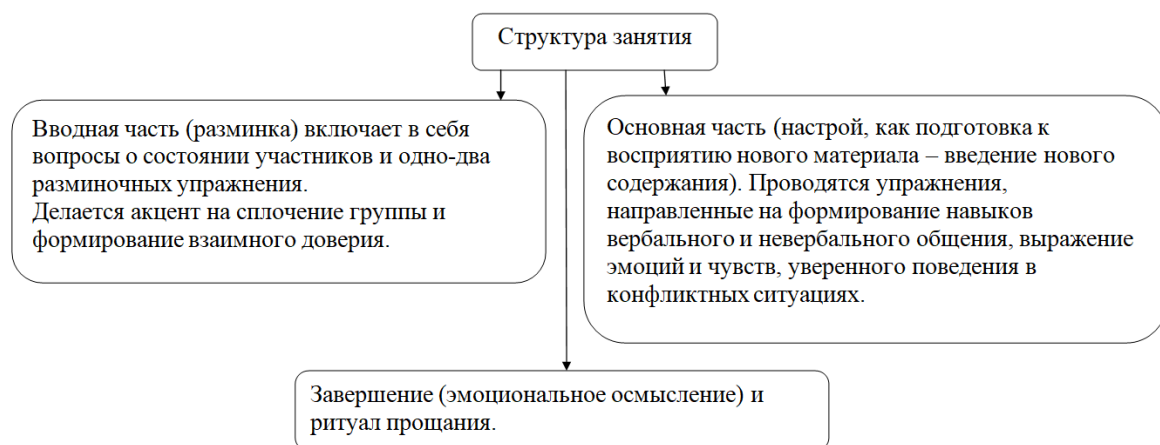 Структура занятия
Вводная часть (разминка) включает в себя
вопросы о состоянии участников и одно-два
разминочных упражнения.
Делается акцент на сплочение группы и
формирование взаимного доверия.
Основная часть (настрой, как подготовка к
восприятию нового материала – введение нового
содержания). Проводятся упражнения,
направленные на формирование навыков
вербального и невербального общения, выражение
эмоций и чувств, уверенного поведения в
конфликтных ситуациях.
Завершение (эмоциональное осмысление) и
ритуал прощания.